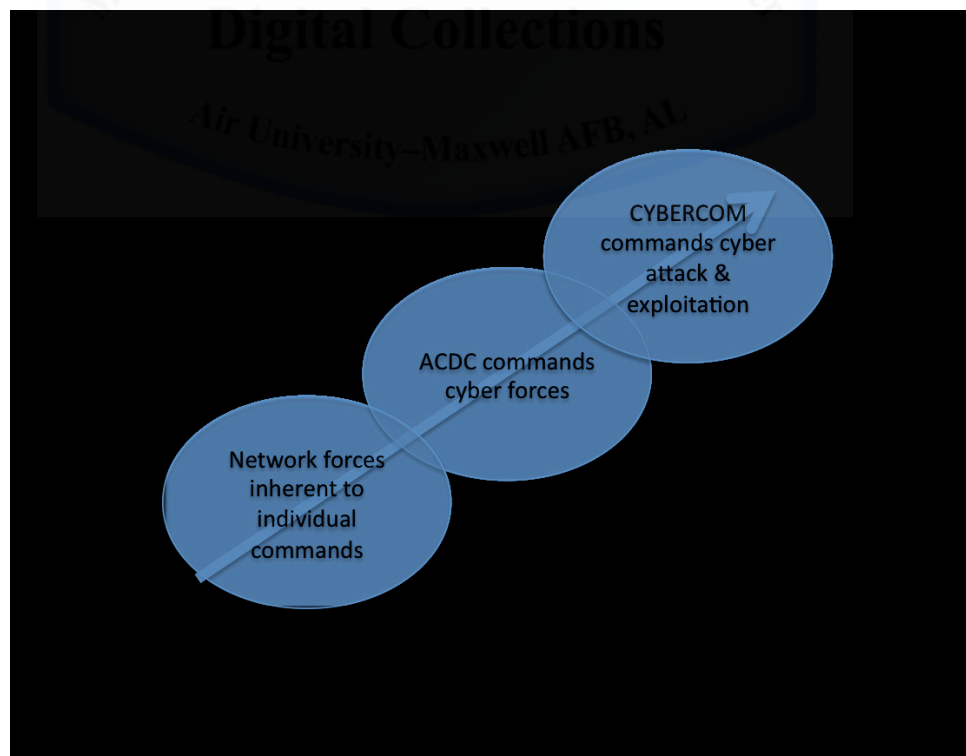 Digital Collections
Air University–Maxwell AFB, AL
CYBERCOM
commands cyber
attack &
exploitation
ACDC commands
cyber forces
Network forces
inherent to
individual
commands